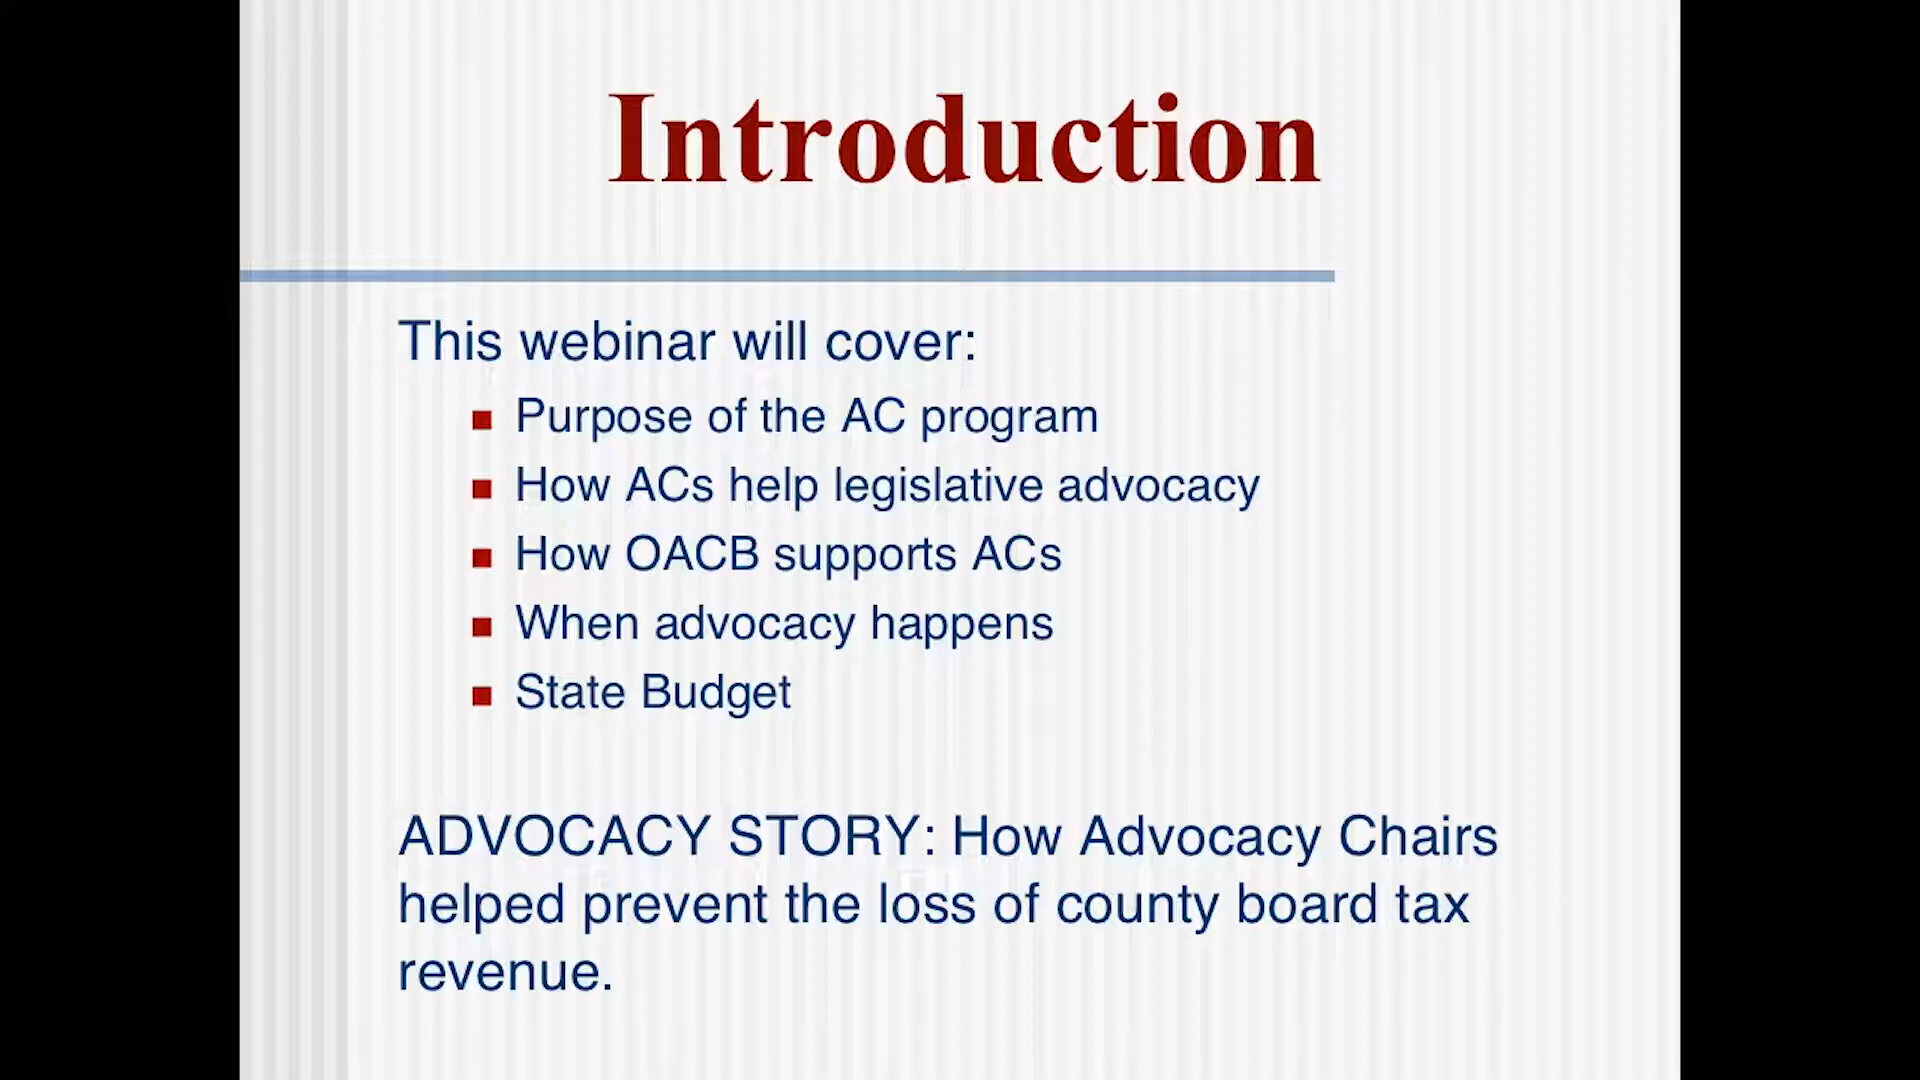 Introduction
This webinar will cover:
Purpose of the AC program
How ACs help legislative advocacy
How OACB supports ACs
When advocacy happens
State Budget
ADVOCACY STORY: How Advocacy Chairs
helped prevent the loss of county board tax
revenue.